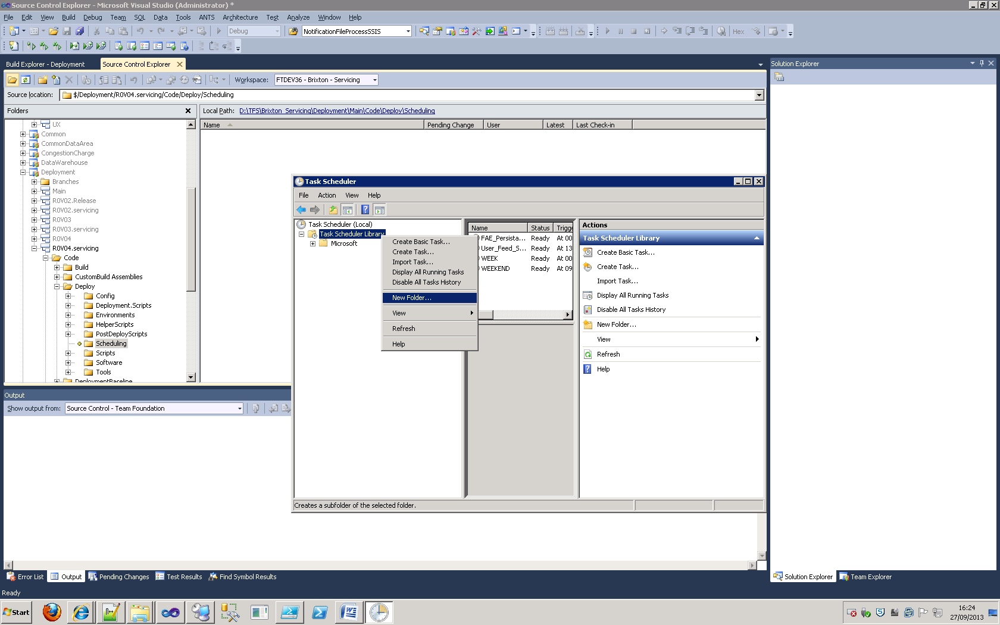 Source Control Explorer - Microsoft Visual Studio (Administrator) *
File Edit View Build Debug Team SQL Data Tools ANTS Architecture Test Analyze Window Help
Debug NotificationFileProcessSSIS Hex
Build Explorer - Deployment Source Control Explorer
Workspace: FTDEV36 - Brixton - Servicing
Source location: $/Deployment/R0V04.servicing/Code/Deploy/Scheduling
Folders
UX
Common
CommonDataArea
CongestionCharge
DataWarehouse
Deployment
Branches
Main
R0V02.Release
R0V02.servicing
R0V03
R0V03.servicing
R0V04
R0V04.servicing
Code
Build
CustomBuild Assemblies
Deploy
Config
Deployment.Scripts
Environments
HelperScripts
PostDeployScripts
Scheduling
Scripts
Software
Tools
DeploymentBaseline
Local Path: D:\TFS\Brixton_Servicing\Deployment\Main\Code\Deploy\Scheduling
Name Pending Change User Latest Last Check-in
Task Scheduler
File Action View Help
Task Scheduler (Local)
Task Scheduler Library
Microsoft
Create Basic Task...
Create Task...
Import Task...
Display All Running Tasks
Disable All Tasks History
New Folder...
View
Refresh
Help
Name Status Trigge
FAE_Persista... Ready At 00
User_Feed_S... Ready At 13
WEEK Ready At 00
WEEKEND Ready At 09
Actions
Task Scheduler Library
Create Basic Task...
Create Task...
Import Task...
Display All Running Tasks
Disable All Tasks History
New Folder...
View
Refresh
Help
Creates a subfolder of the selected folder.
Solution Explorer
Output
Show output from: Source Control - Team Foundation
Error List Output Pending Changes Test Results Find Symbol Results
Solution Explorer Team Explorer
Ready
Start
16:24
27/09/2013